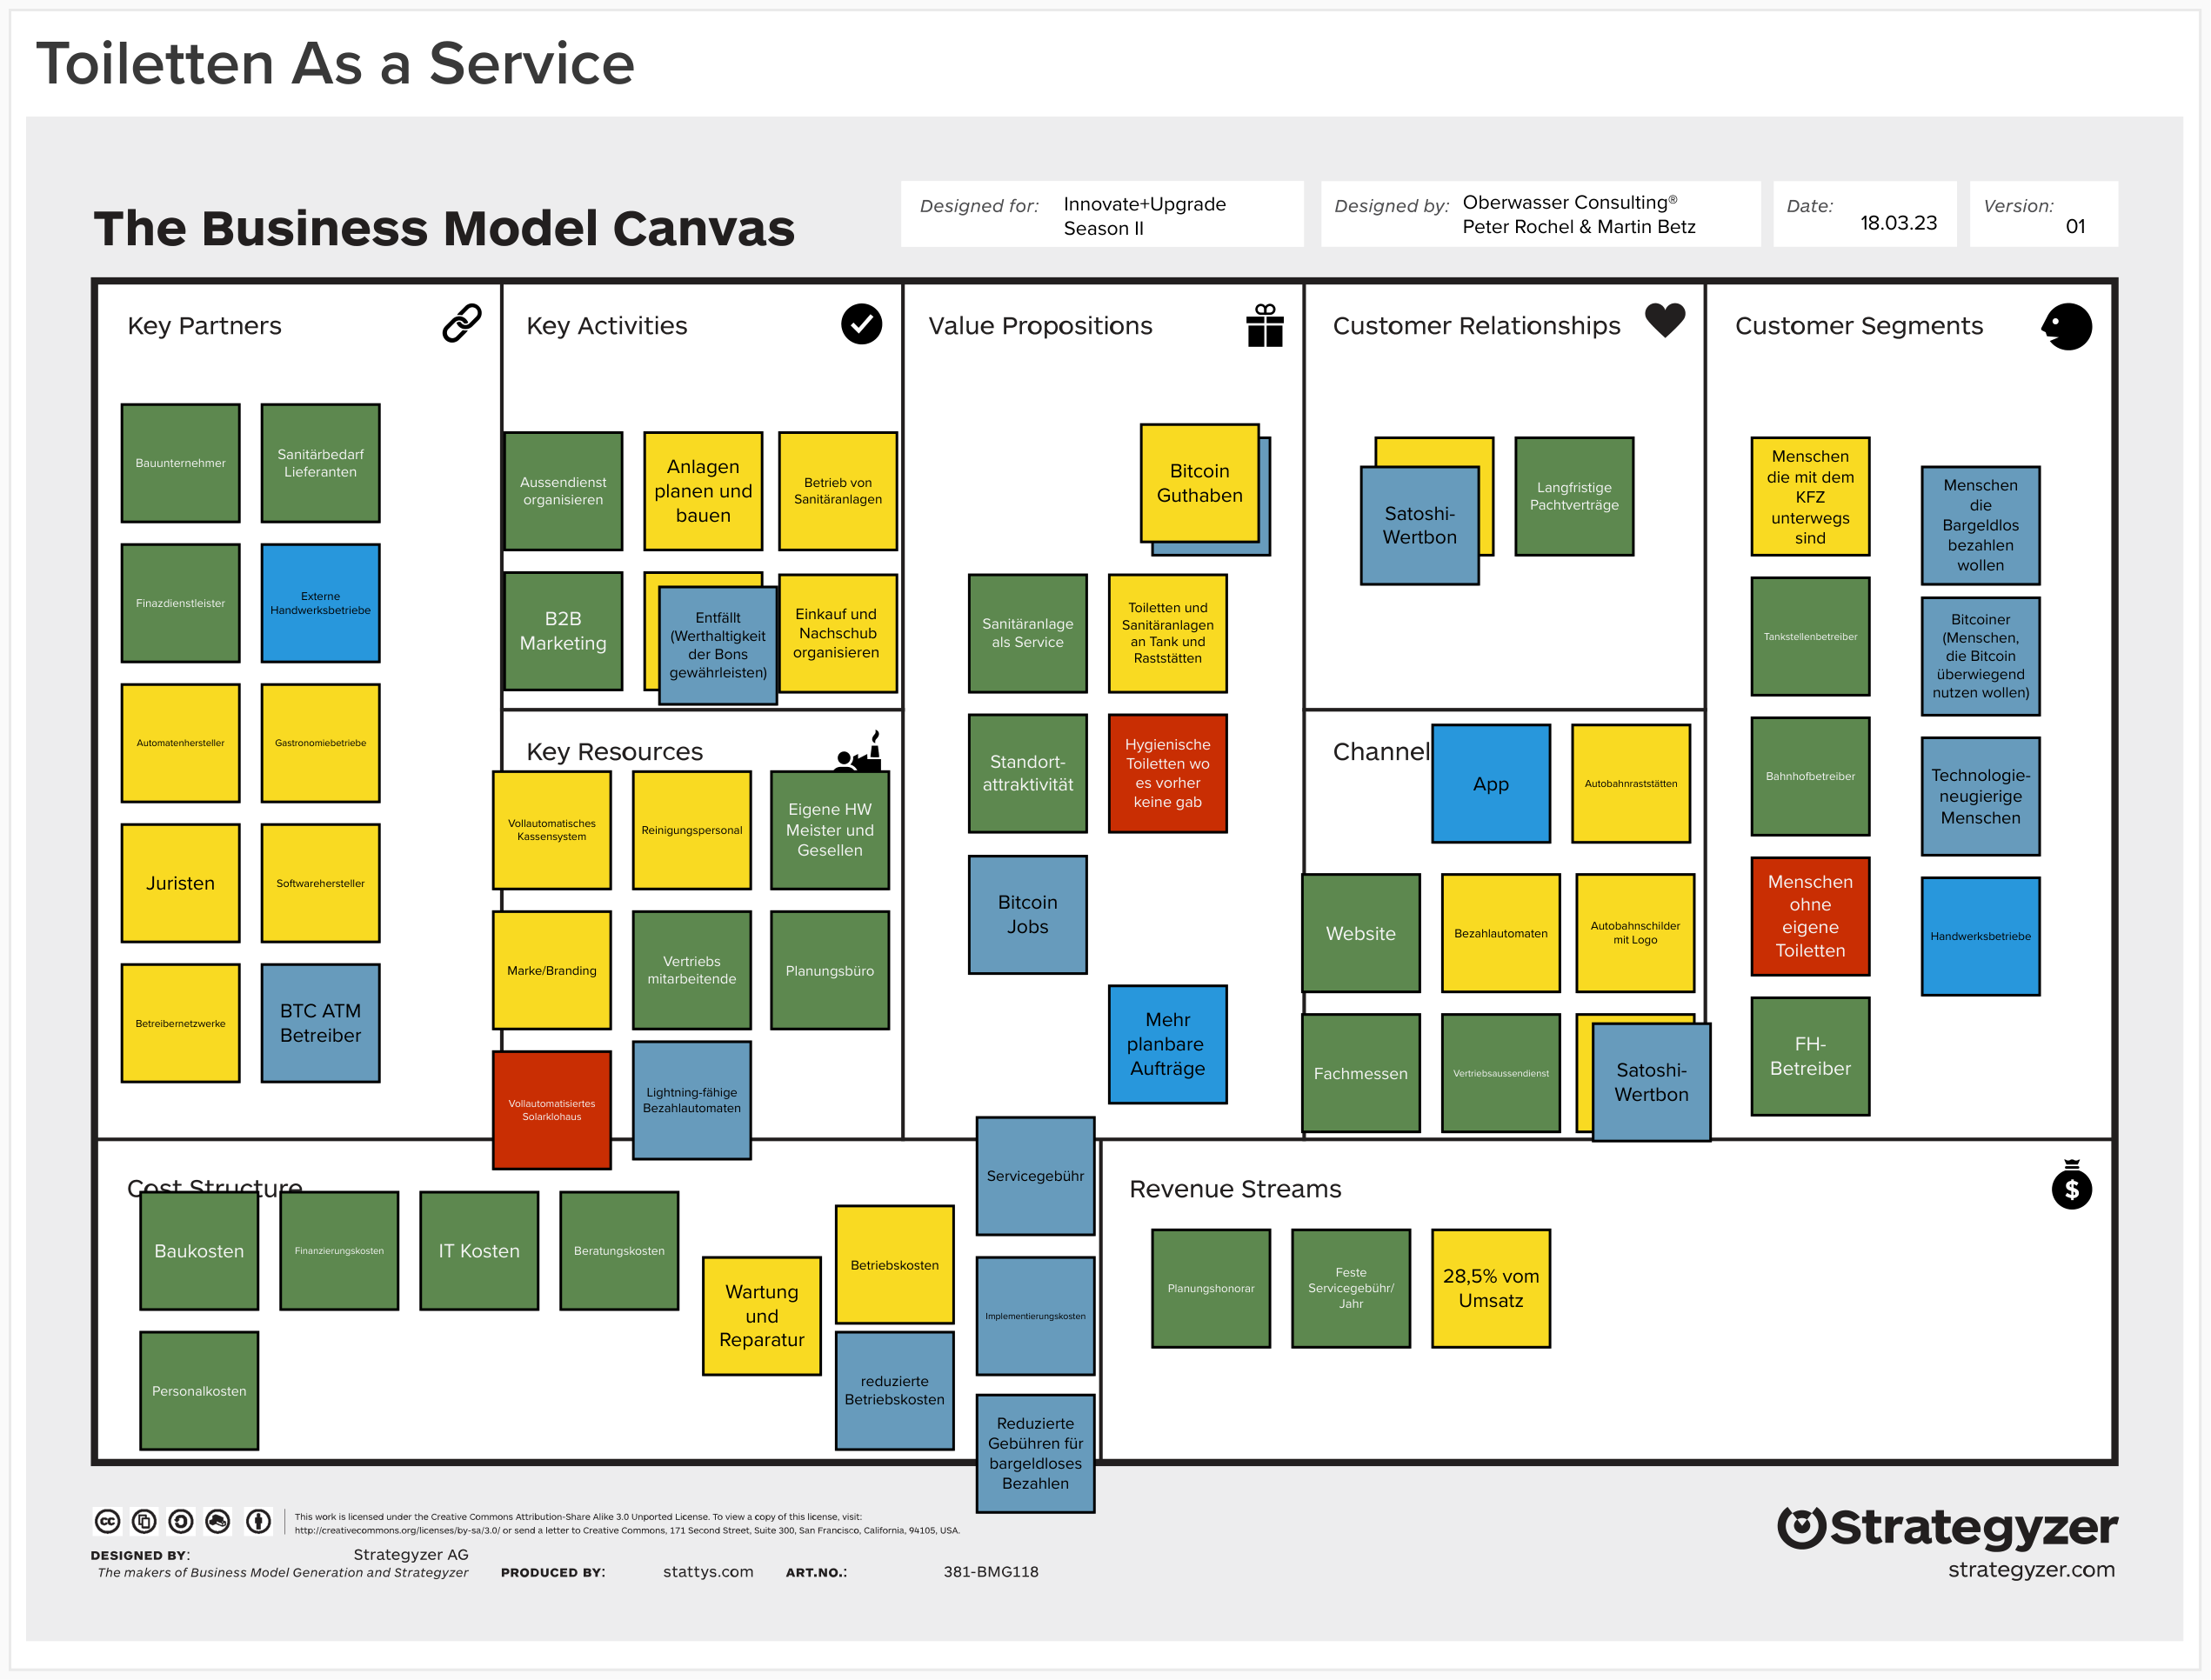 Toiletten As a Service
The Business Model Canvas
Designed for:
Innovate+Upgrade
Season II
Designed by:
Oberwasser Consulting®
Peter Rochel & Martin Betz
Date:
18.03.23
Version:
01
Key Partners
Bauunternehmer
Sanitärbedarf
Lieferanten
Finazdienstleister
Externe
Handwerksbetriebe
Automatenhersteller
Gastronomiebetriebe
Juristen
Softwarehersteller
Betreibernetzwerke
BTC ATM
Betreiber
Key Activities
Aussendienst
organisieren
Anlagen
planen und
bauen
Betrieb von
Sanitäranlagen
B2B
Marketing
Entfällt
(Werthaltigkeit
der Bons
gewährleisten)
Einkauf und
Nachschub
organisieren
Key Resources
Vollautomatisches
Kassensystem
Reinigungspersonal
Eigene HW
Meister und
Gesellen
Marke/Branding
Vertriebs
mitarbeitende
Planungsbüro
Vollautomatisiertes
Solarklohaus
Lightning-fähige
Bezahlautomaten
Value Propositions
Bitcoin
Guthaben
Sanitäranlage
als Service
Toiletten und
Sanitäranlagen
an Tank und
Raststätten
Standort-
attraktivität
Hygienische
Toiletten wo
es vorher
keine gab
Bitcoin
Jobs
Mehr
planbare
Aufträge
Customer Relationships
Satoshi-
Wertbon
Langfristige
Pachtverträge
Channel
App
Autobahnraststätten
Website
Bezahlautomaten
Autobahnschilder
mit Logo
Fachmessen
Vertriebsaussendienst
Satoshi-
Wertbon
Customer Segments
Menschen
die mit dem
KFZ
unterwegs
sind
Menschen
die
Bargeldlos
bezahlen
wollen
Tankstellenbetreiber
Bitcoiner
(Menschen,
die Bitcoin
überwiegend
nutzen wollen)
Bahnhofbetreiber
Technologie-
neugierige
Menschen
Menschen
ohne
eigene
Toiletten
Handwerksbetriebe
FH-
Betreiber
Cost Structure
Baukosten
Finanzierungskosten
IT Kosten
Beratungskosten
Personalkosten
Wartung
und
Reparatur
Betriebskosten
reduzierte
Betriebskosten
Servicegebühr
Implementierungskosten
Reduzierte
Gebühren für
bargeldloses
Bezahlen
Revenue Streams
$
Planungshonorar
Feste
Servicegebühr/
Jahr
28,5% vom
Umsatz
cc
This work is licensed under the Creative Commons Attribution-Share Alike 3.0 Unported License. To view a copy of this license, visit:
http://creativecommons.org/licenses/by-sa/3.0/ or send a letter to Creative Commons, 171 Second Street, Suite 300, San Francisco, California, 94105, USA.
DESIGNED BY: Strategyzer AG
The makers of Business Model Generation and Strategyzer
PRODUCED BY: stattys.com
ART.NO.: 381-BMG118
Strategyzer
strategyzer.com